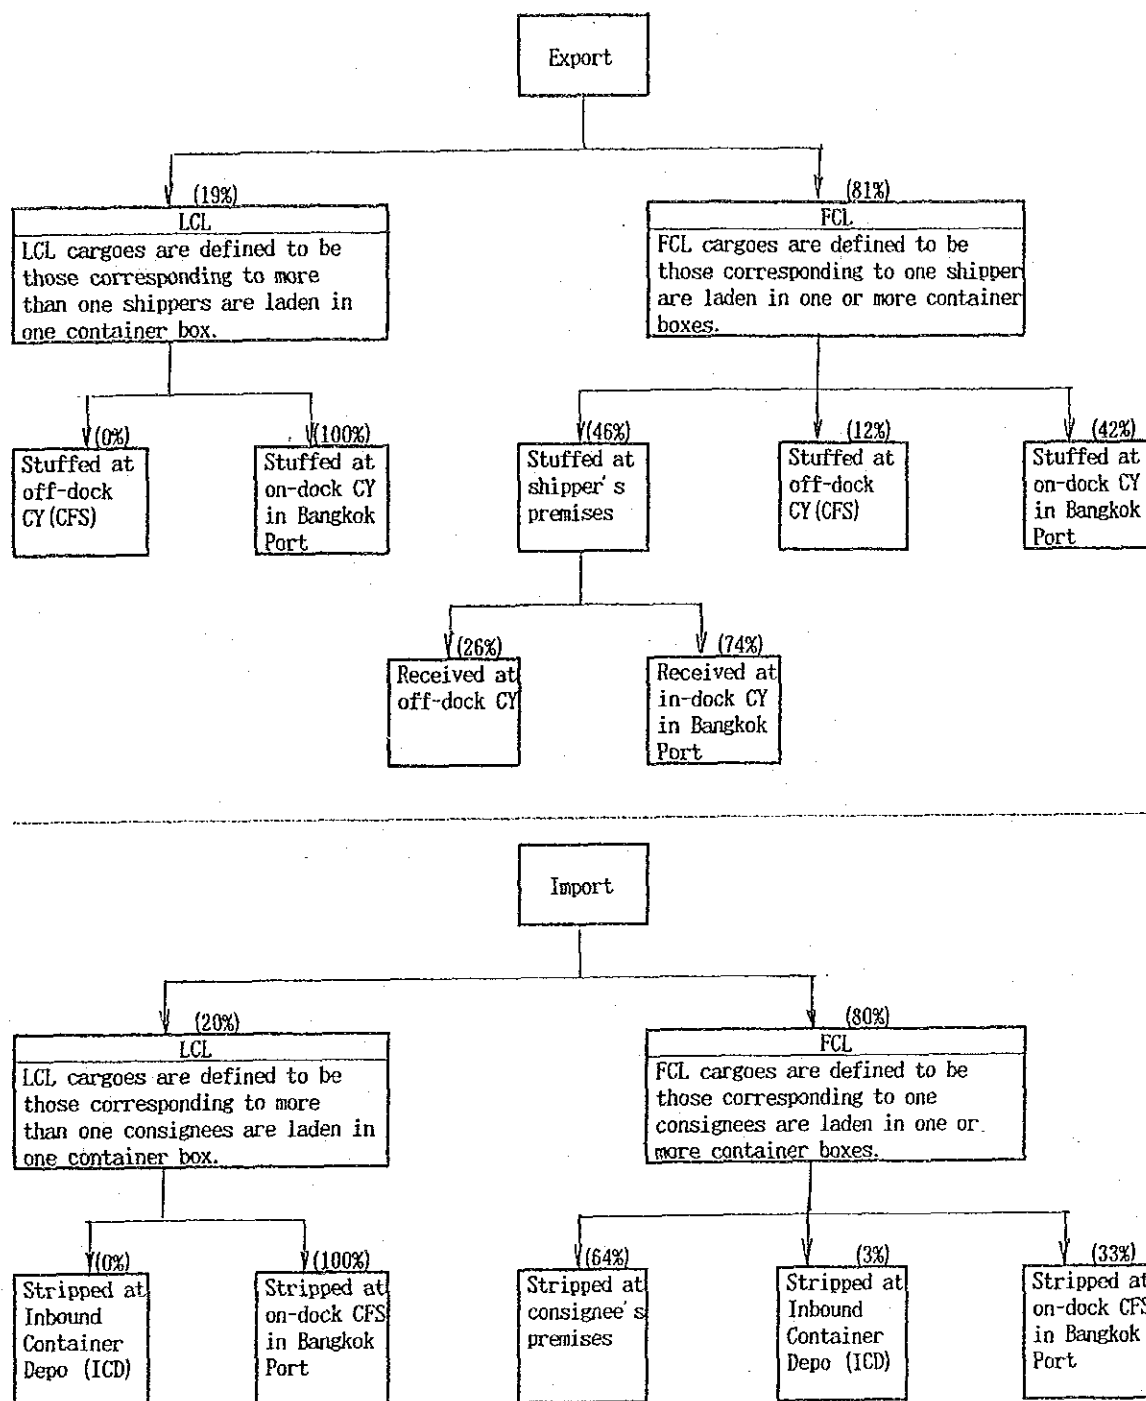 Export
(19%)
LCL
LCL cargoes are defined to be
those corresponding to more
than one shippers are laden in
one container box.
(81%)
FCL
FCL cargoes are defined to be
those corresponding to one shipper
are laden in one or more container
boxes.
(0%)
Stuffed at
off-dock
CY(CFS)
(100%)
Stuffed at
on-dock CY
in Bangkok
Port
(46%)
Stuffed at
shipper's
premises
(12%)
Stuffed at
off-dock
CY(CFS)
(42%)
Stuffed at
on-dock CY
in Bangkok
Port
(26%)
Received at
off-dock CY
(74%)
Received at
in-dock CY
in Bangkok
Port
Import
(20%)
LCL
LCL cargoes are defined to be
those corresponding to more
than one consignees are laden in
one container box.
(80%)
FCL
FCL cargoes are defined to be
those corresponding to one
consignees are laden in one or
more container boxes.
(0%)
Stripped at
Inbound
Container
Depo (ICD)
(100%)
Stripped at
on-dock CFS
in Bangkok
Port
(64%)
Stripped at
consignee's
premises
(3%)
Stripped at
Inbound
Container
Depo (ICD)
(33%)
Stripped at
on-dock CFS
in Bangkok
Port